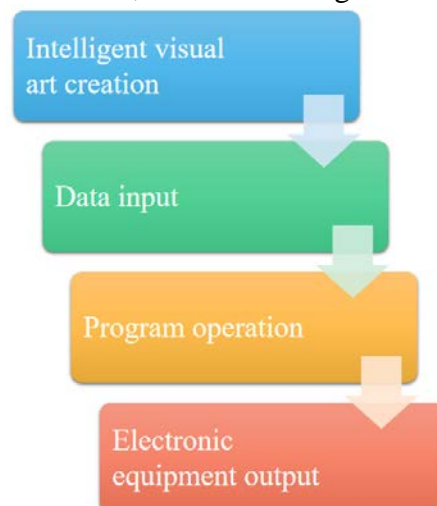 Intelligent visual
art creation
Data input
Program operation
Electronic
equipment output